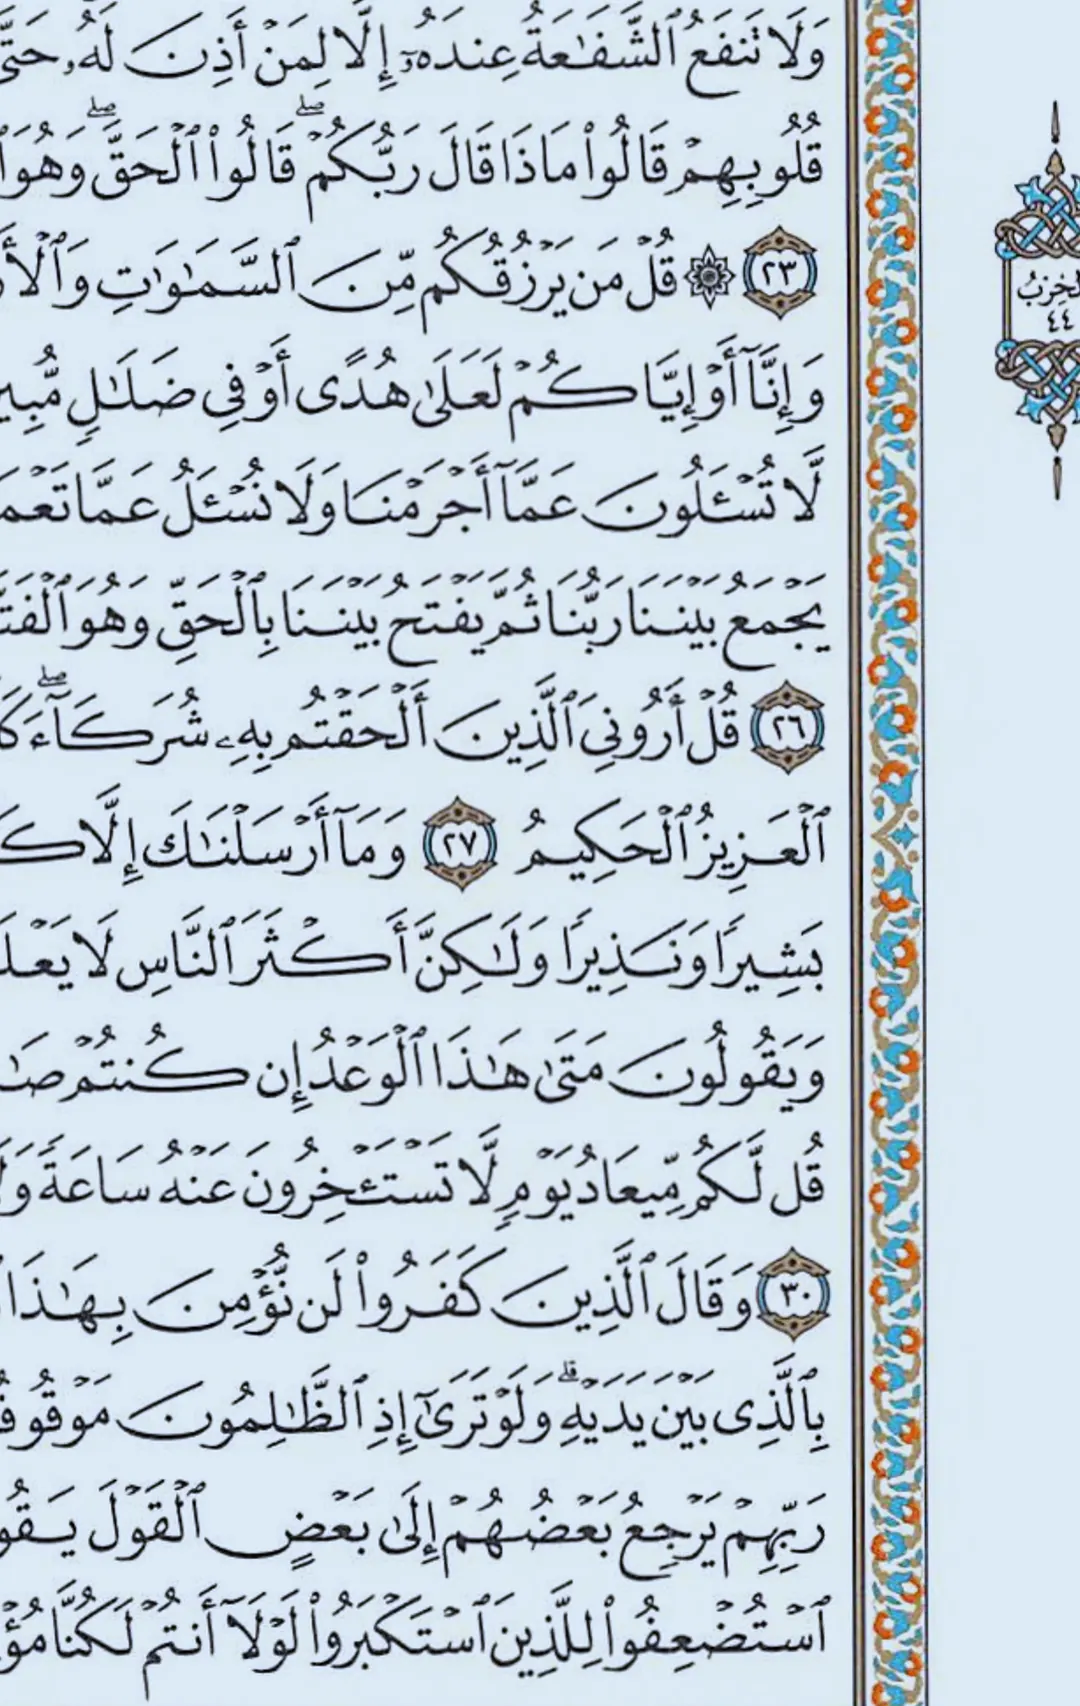 وَلَا تَنفَعُ ٱلشَّفَٰعَةُ عِندَهُۥٓ إِلَّا لِمَنۡ أَذِنَ لَهُۥۚ حَتَّىٰٓ
قُلُوبِهِمۡ قَالُواْ مَاذَا قَالَ رَبُّكُمۡۖ قَالُواْ ٱلۡحَقَّۖ وَهُوَ
٢٣ ۞ قُلۡ مَن يَرۡزُقُكُم مِّنَ ٱلسَّمَٰوَٰتِ وَٱلۡأَ
وَإِنَّآ أَوۡ إِيَّاكُمۡ لَعَلَىٰ هُدًى أَوۡ فِي ضَلَٰلٖ مُّبِي
لَّا تُسۡـَٔلُونَ عَمَّآ أَجۡرَمۡنَا وَلَا نُسۡـَٔلُ عَمَّا تَعۡمَ
يَجۡمَعُ بَيۡنَنَا رَبُّنَا ثُمَّ يَفۡتَحُ بَيۡنَنَا بِٱلۡحَقِّ وَهُوَ ٱلۡفَتَّ
٢٦ قُلۡ أَرُونِيَ ٱلَّذِينَ أَلۡحَقۡتُم بِهِۦ شُرَكَآءَۖ كَ
ٱلۡعَزِيزُ ٱلۡحَكِيمُ ٢٧ وَمَآ أَرۡسَلۡنَٰكَ إِلَّا كَ
بَشِيرٗا وَنَذِيرٗا وَلَٰكِنَّ أَكۡثَرَ ٱلنَّاسِ لَا يَعۡلَ
وَيَقُولُونَ مَتَىٰ هَٰذَا ٱلۡوَعۡدُ إِن كُنتُمۡ صَٰ
قُل لَّكُم مِّيعَادُ يَوۡمٖ لَّا تَسۡتَـٔۡخِرُونَ عَنۡهُ سَاعَةٗ وَلَ
٣٠ وَقَالَ ٱلَّذِينَ كَفَرُواْ لَن نُّؤۡمِنَ بِهَٰذَا
بِٱلَّذِي بَيۡنَ يَدَيۡهِۗ وَلَوۡ تَرَىٰٓ إِذِ ٱلظَّٰلِمُونَ مَوۡقُوفُ
رَبِّهِمۡ يَرۡجِعُ بَعۡضُهُمۡ إِلَىٰ بَعۡضٍ ٱلۡقَوۡلَ يَقُو
ٱسۡتُضۡعِفُواْ لِلَّذِينَ ٱسۡتَكۡبَرُواْ لَوۡلَآ أَنتُمۡ لَكُنَّا مُؤۡ
الحِزۡبُ
٤٤